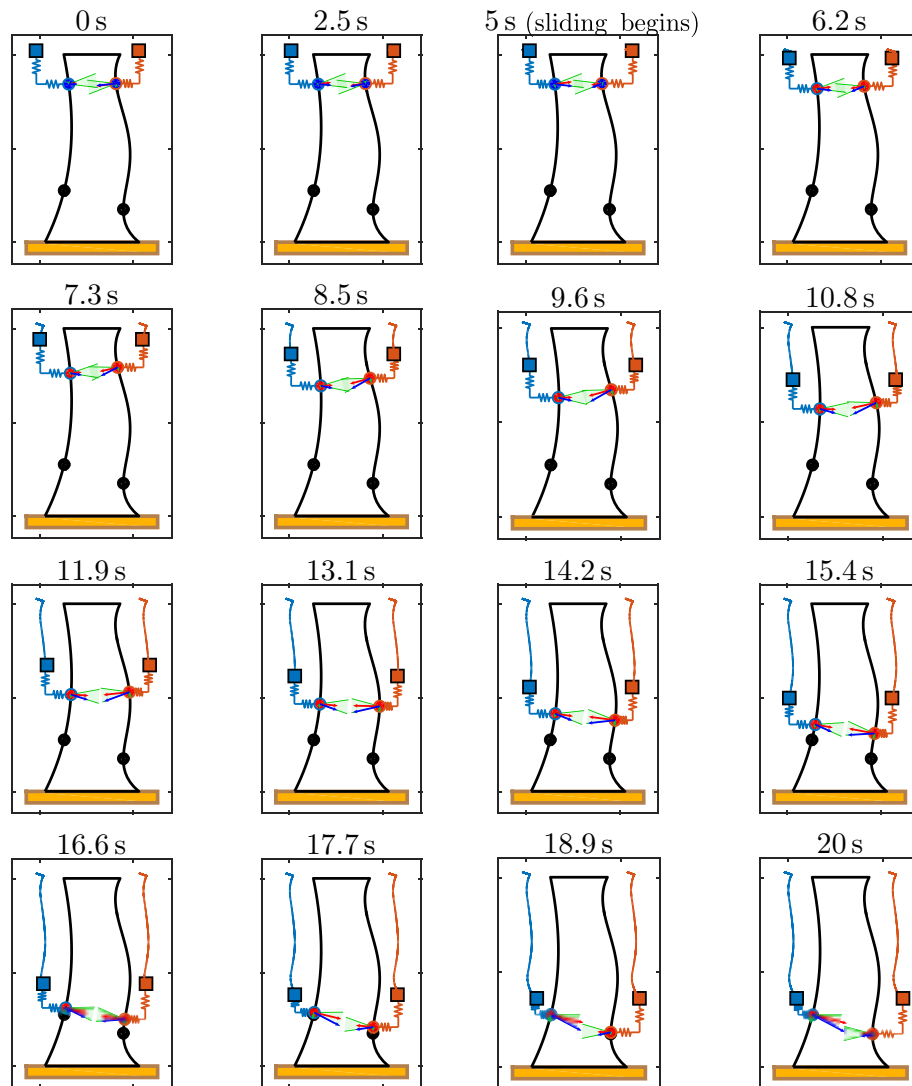 0 s
2.5 s
5 s (sliding begins)
6.2 s
7.3 s
8.5 s
9.6 s
10.8 s
11.9 s
13.1 s
14.2 s
15.4 s
16.6 s
17.7 s
18.9 s
20 s